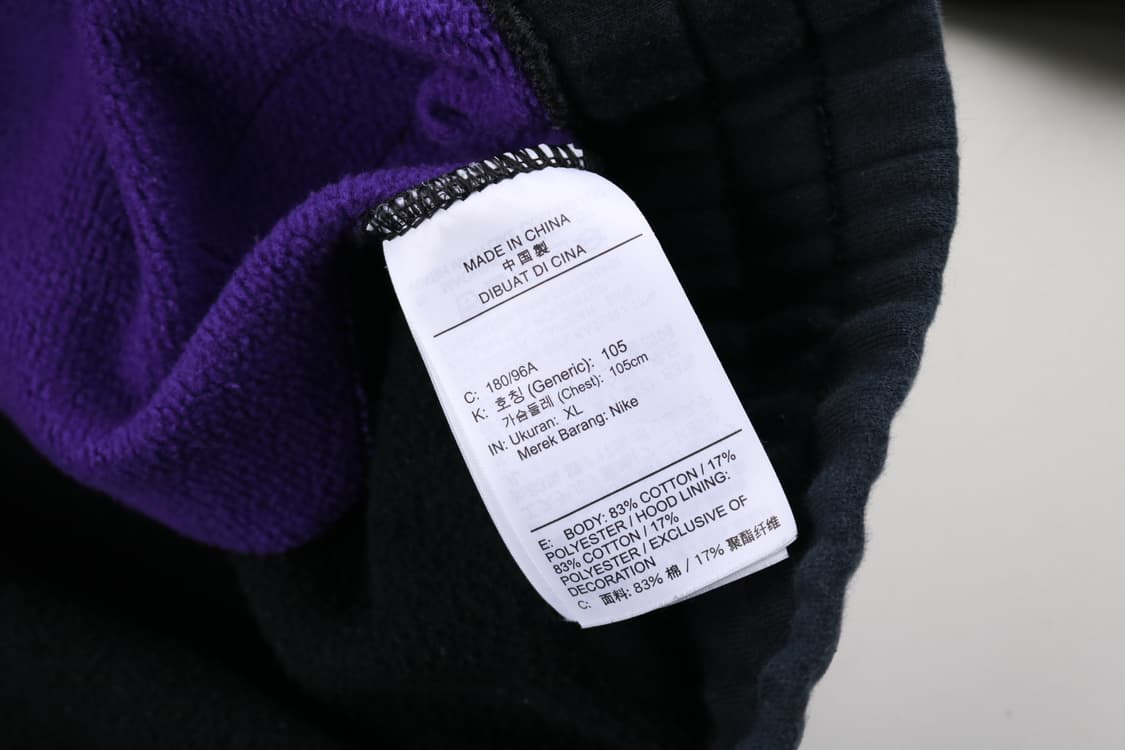 MADE IN CHINA
中国製
DIBUAT DI CINA
C: 180/96A
K: 호칭 (Generic): 105
가슴둘레 (Chest): 105cm
IN: Ukuran: XL
Merek Barang: Nike
E: BODY: 83% COTTON / 17%
POLYESTER / HOOD LINING:
83% COTTON / 17%
POLYESTER / EXCLUSIVE OF
DECORATION
C: 面料: 83% 棉 / 17% 聚酯纤维